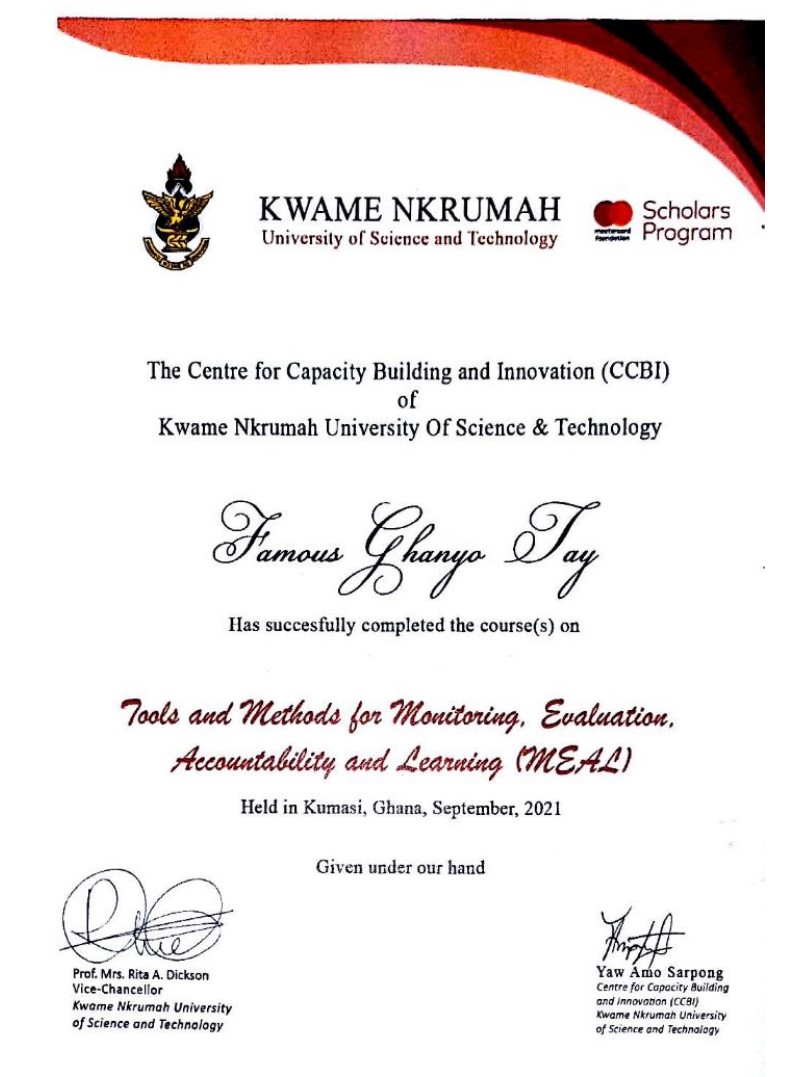 KWAME NKRUMAH
University of Science and Technology
mastercard
foundation
Scholars
Program
The Centre for Capacity Building and Innovation (CCBI)
of
Kwame Nkrumah University Of Science & Technology
Famous Ghanyo Tay
Has succesfully completed the course(s) on
Tools and Methods for Monitoring, Evaluation,
Accountability and Learning (MEAL)
Held in Kumasi, Ghana, September, 2021
Given under our hand
Prof. Mrs. Rita A. Dickson
Vice-Chancellor
Kwame Nkrumah University
of Science and Technology
Yaw Amo Sarpong
Centre for Capacity Building
and Innovation (CCBI)
Kwame Nkrumah University
of Science and Technology